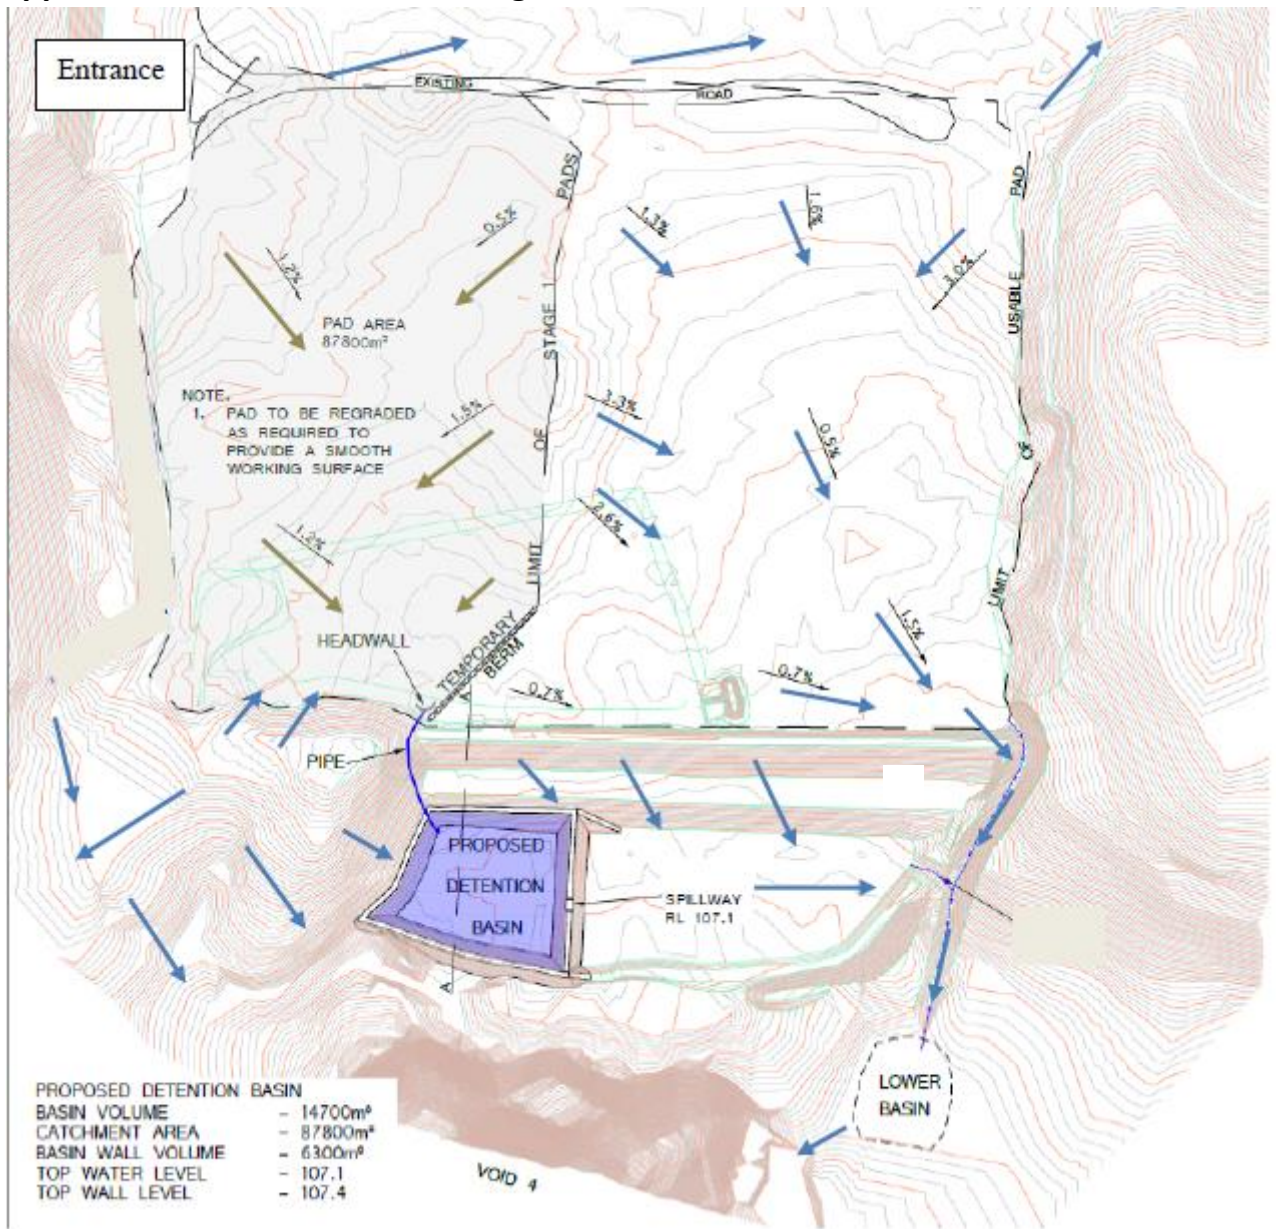 Entrance
EXISTING
ROAD
PADS
PAD
1.3%
1.6%
0.5%
1.2%
3.0%
PAD AREA
87800m²
STAGE 1
USABLE
NOTE.
1. PAD TO BE REGRADED
AS REQUIRED TO
PROVIDE A SMOOTH
WORKING SURFACE
1.5%
3.3%
OF
0.5%
OF
2.6%
1.2%
LIMIT
LIMIT
1.5%
HEADWALL
TEMPORARY
BERM
A
0.7%
0.7%
PIPE
PROPOSED
DETENTION
BASIN
SPILLWAY
RL 107.1
A
LOWER
BASIN
VOID 4
PROPOSED DETENTION BASIN
BASIN VOLUME - 14700m³
CATCHMENT AREA - 87800m²
BASIN WALL VOLUME - 6300m³
TOP WATER LEVEL - 107.1
TOP WALL LEVEL - 107.4